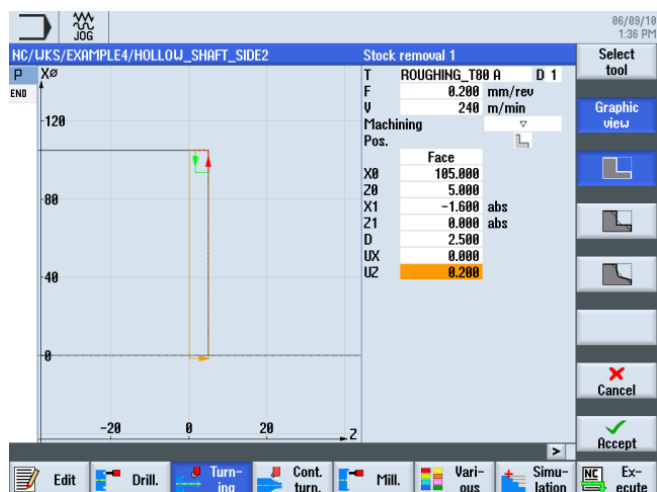 JOG
06/09/10
1:36 PM
NC/WKS/EXAMPLE4/HOLLOW_SHAFT_SIDE2
Stock removal 1
Select tool
P
END
XØ
120
80
40
0
-20
0
20
Z
T ROUGHING_T80 A D 1
F 0.200 mm/rev
V 240 m/min
Machining ▽
Pos.
Face
X0 105.000
Z0 5.000
X1 -1.600 abs
Z1 0.000 abs
D 2.500
UX 0.000
UZ 0.200
Graphic view
Cancel
Accept
>
Edit
Drill.
Turn-
ing
Cont.
turn.
Mill.
Vari-
ous
Simu-
lation
NC
Ex-
ecute